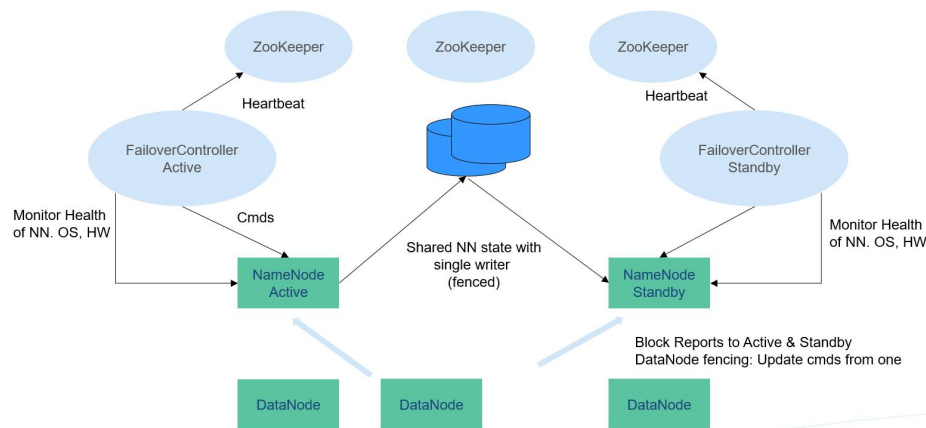 ZooKeeper
ZooKeeper
ZooKeeper
Heartbeat
Heartbeat
FailoverController
Active
FailoverController
Standby
Monitor Health
of NN. OS, HW
Cmds
Monitor Health
of NN. OS, HW
Shared NN state with
single writer
(fenced)
NameNode
Active
NameNode
Standby
Block Reports to Active & Standby
DataNode fencing: Update cmds from one
DataNode
DataNode
DataNode